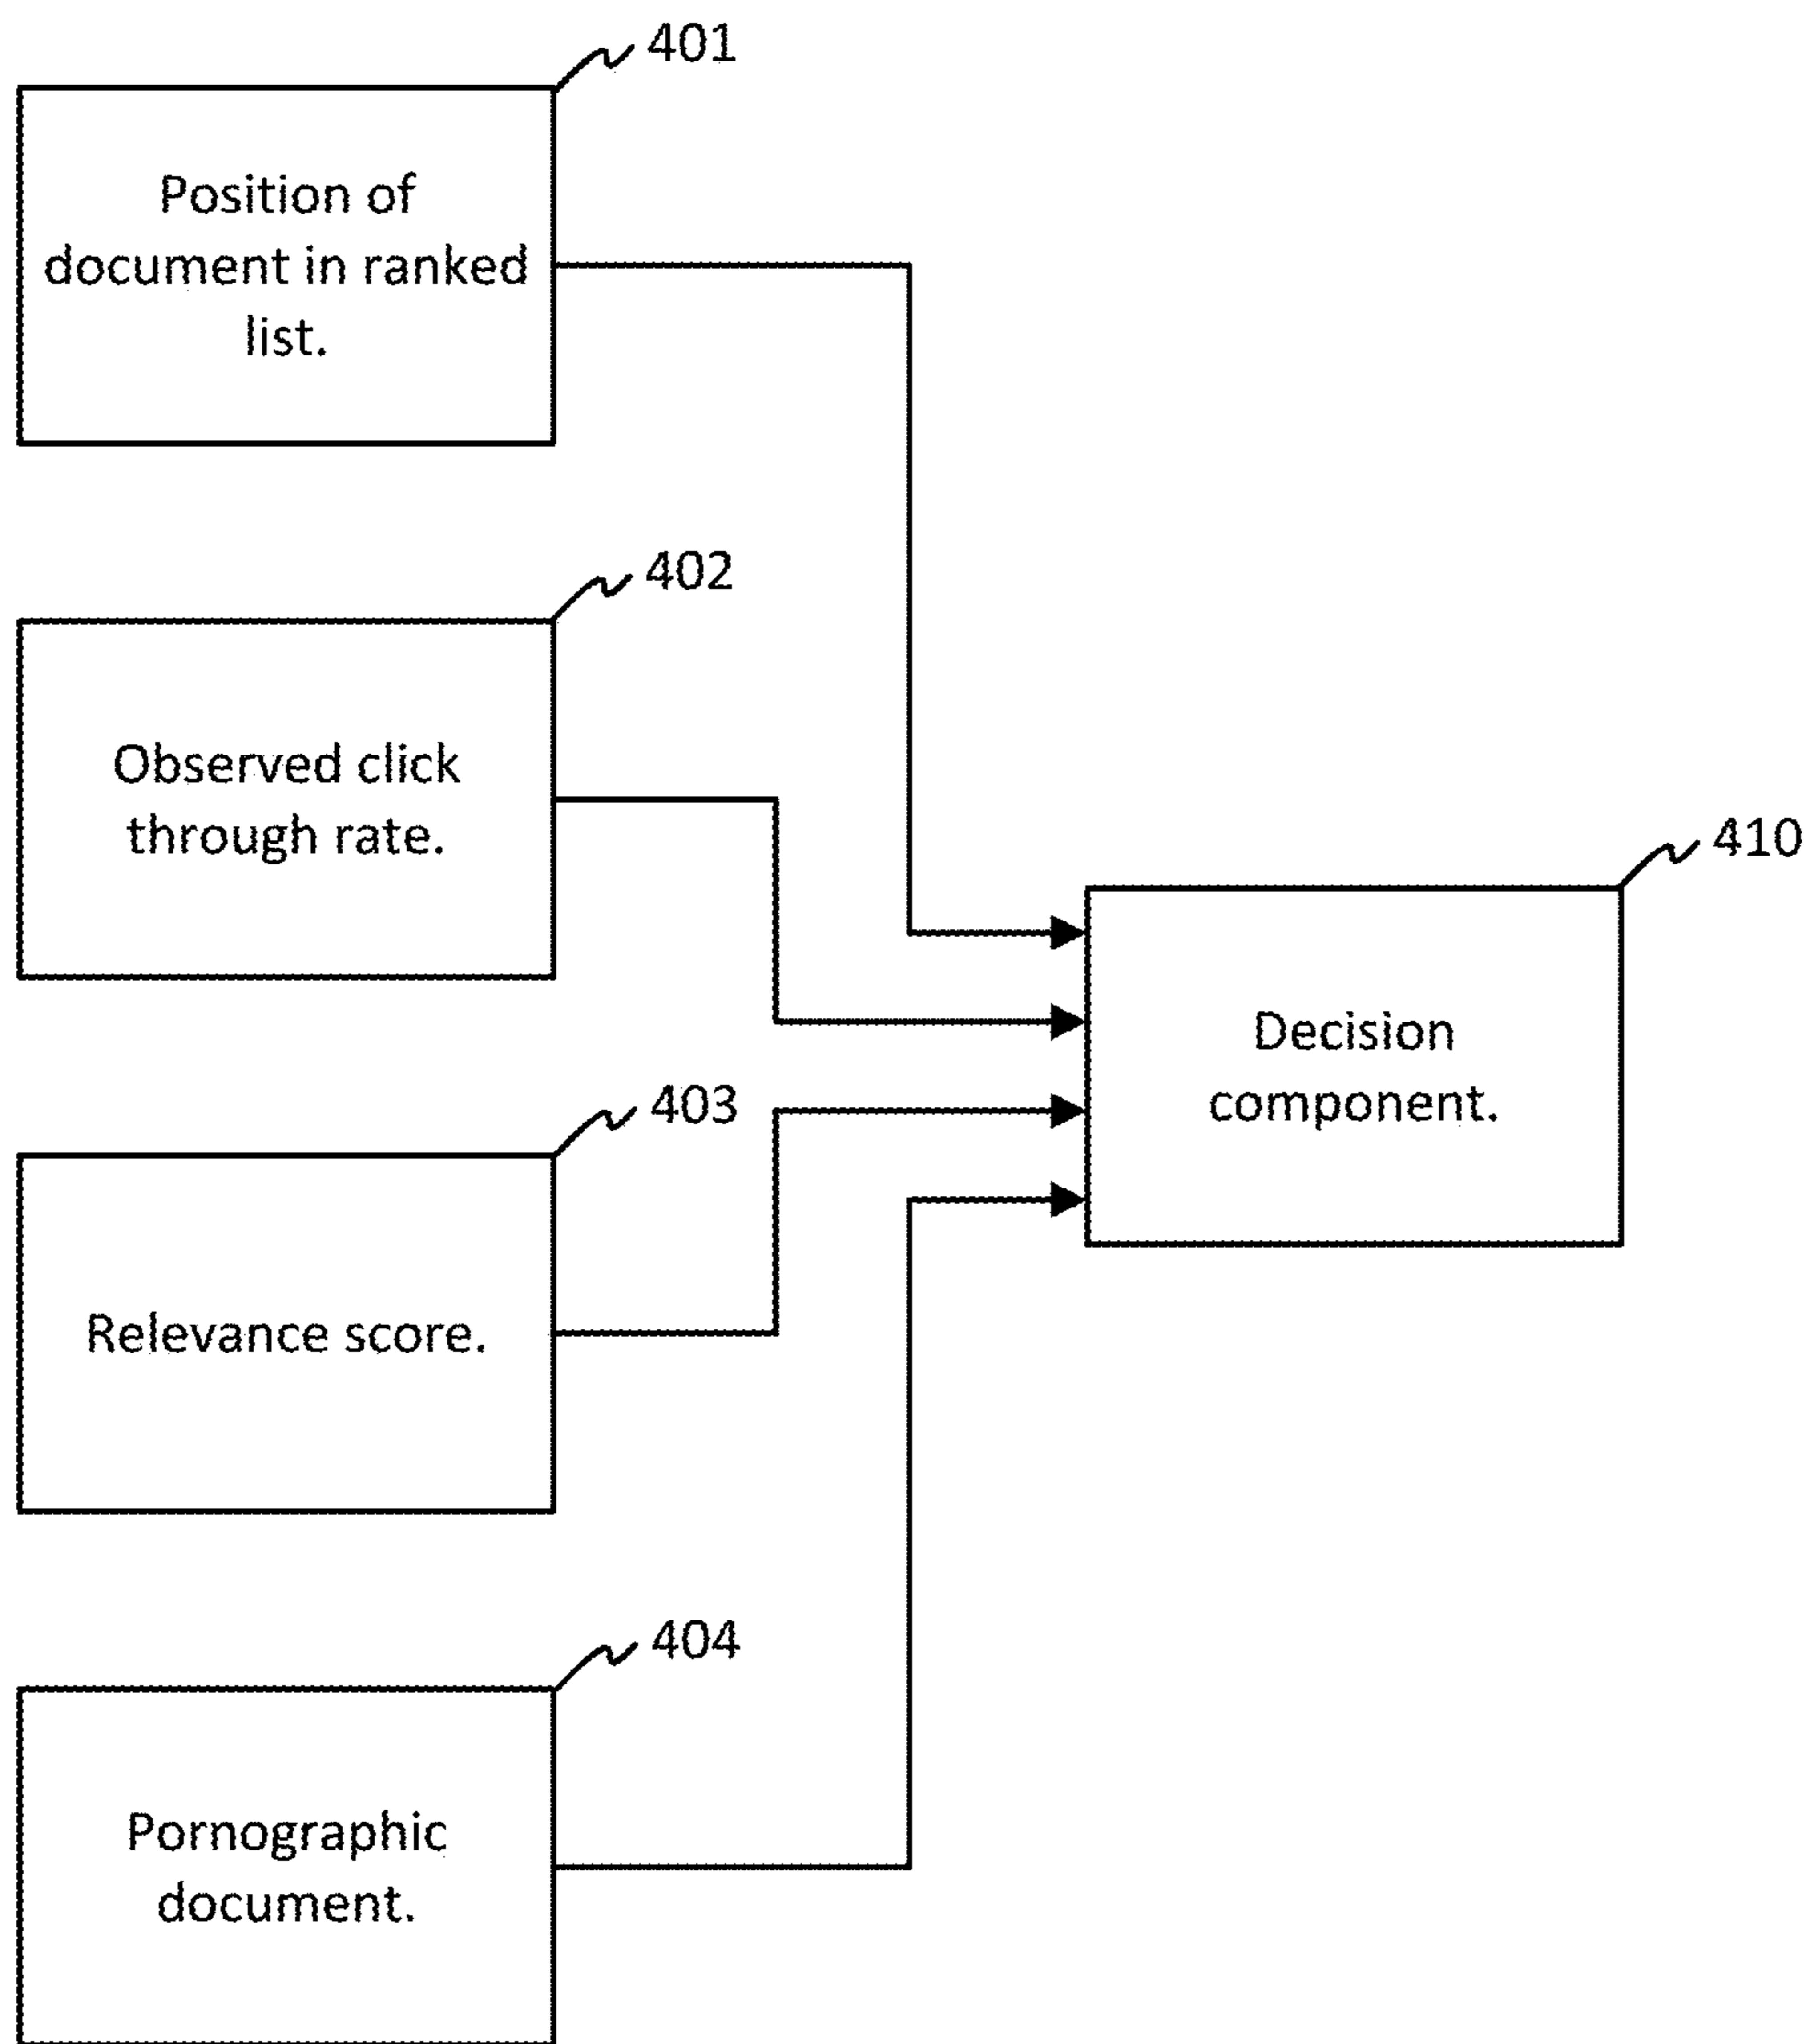 401
Position of
document in ranked
list.
402
Observed click
through rate.
410
Decision
component.
403
Relevance score.
404
Pornographic
document.